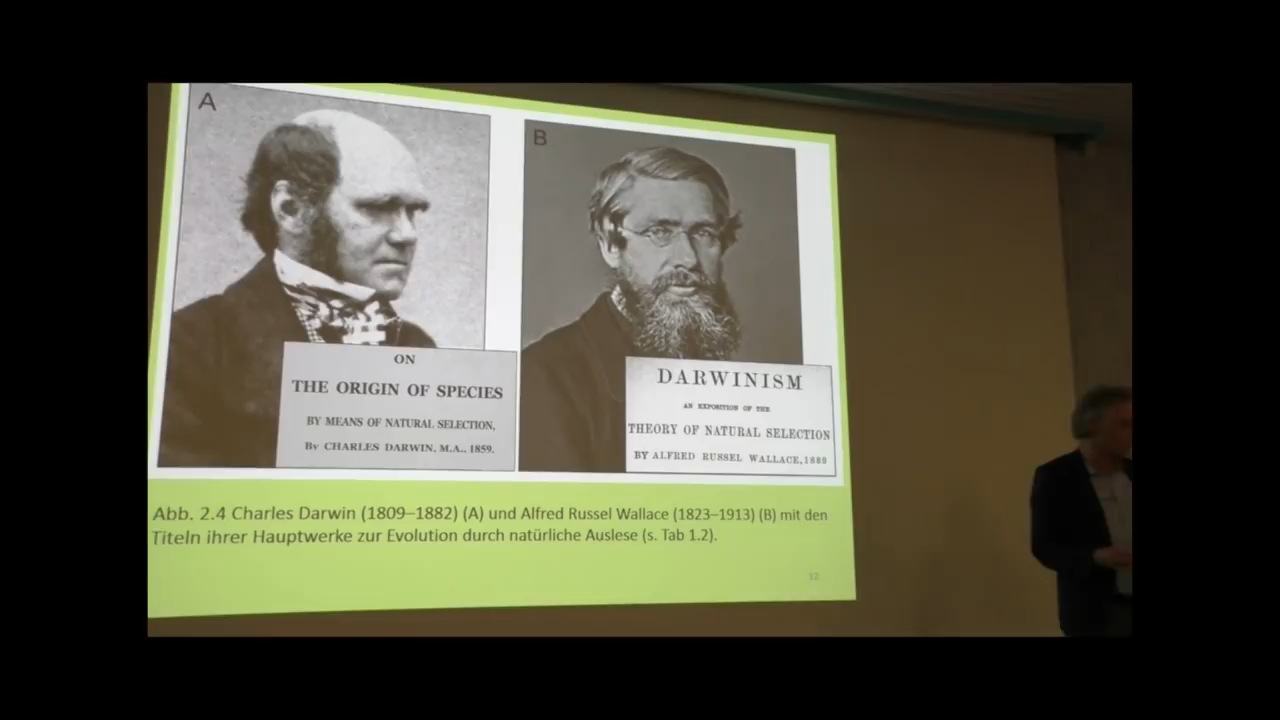 A
B
ON
THE ORIGIN OF SPECIES
BY MEANS OF NATURAL SELECTION,
By CHARLES DARWIN, M.A., 1859.
DARWINISM
AN EXPOSITION OF THE
THEORY OF NATURAL SELECTION
BY ALFRED RUSSEL WALLACE, 1889
Abb. 2.4 Charles Darwin (1809–1882) (A) und Alfred Russel Wallace (1823–1913) (B) mit den
Titeln ihrer Hauptwerke zur Evolution durch natürliche Auslese (s. Tab 1.2).
12